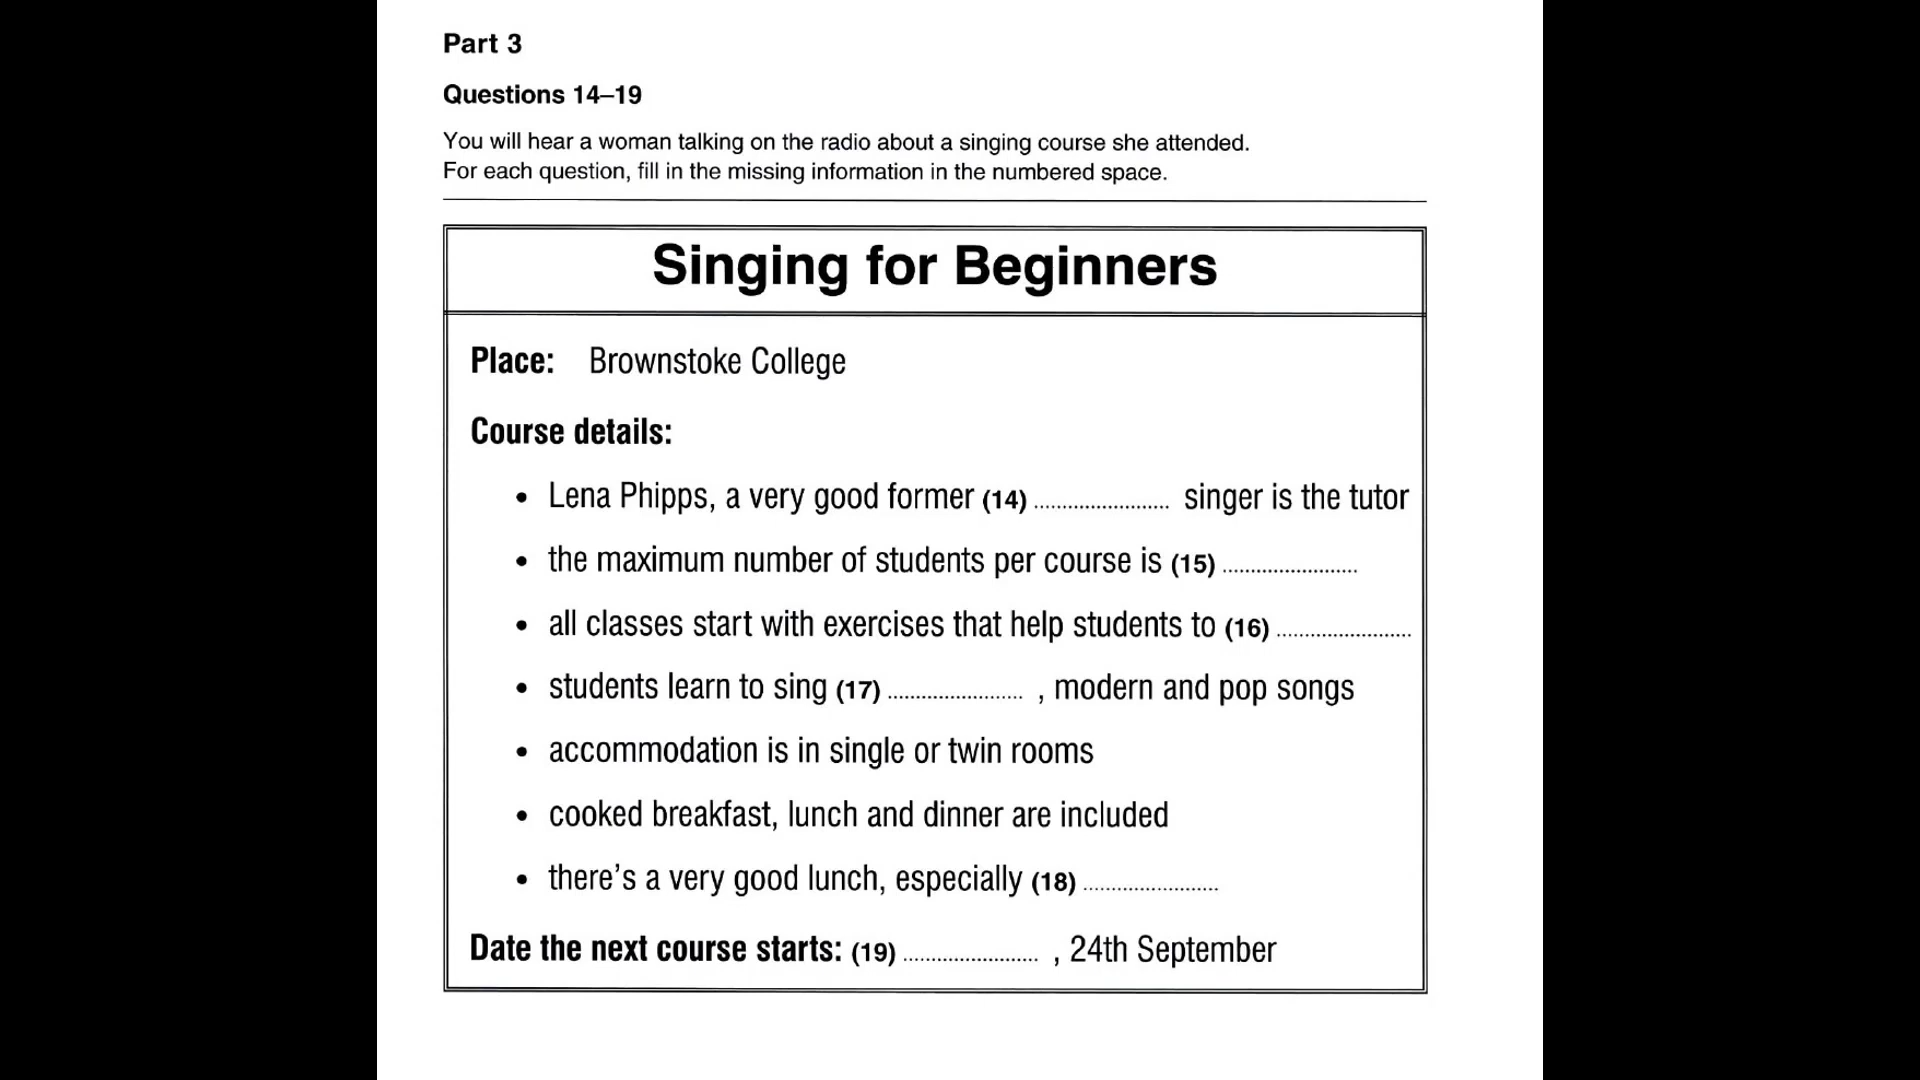 Part 3
Questions 14–19
You will hear a woman talking on the radio about a singing course she attended.
For each question, fill in the missing information in the numbered space.
Singing for Beginners
Place: Brownstoke College
Course details:
• Lena Phipps, a very good former (14) ........................ singer is the tutor
• the maximum number of students per course is (15) ........................
• all classes start with exercises that help students to (16) ........................
• students learn to sing (17) ........................ , modern and pop songs
• accommodation is in single or twin rooms
• cooked breakfast, lunch and dinner are included
• there's a very good lunch, especially (18) ........................
Date the next course starts: (19) ........................ , 24th September